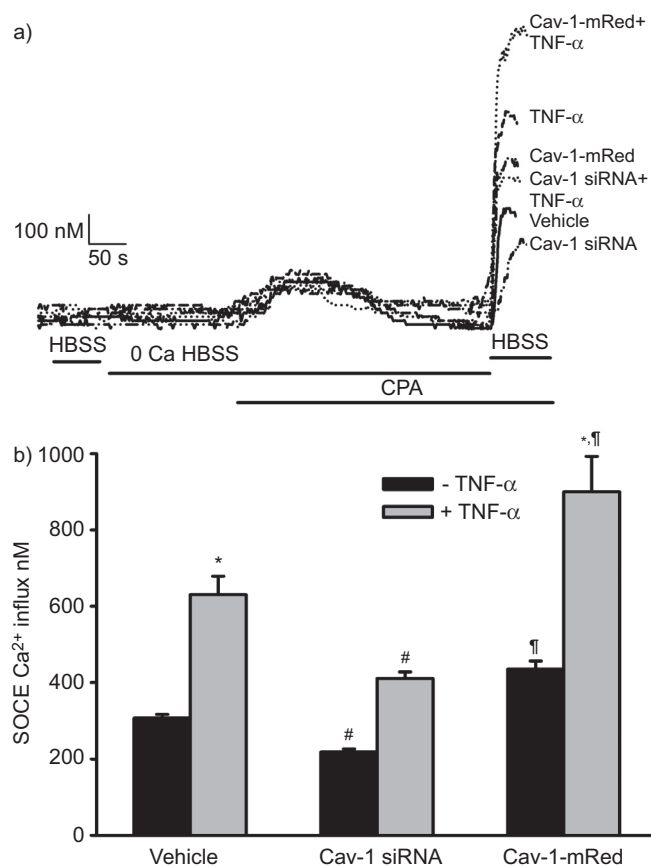 a)
Cav-1-mRed+
TNF-α
TNF-α
Cav-1-mRed
Cav-1 siRNA+
TNF-α
Vehicle
Cav-1 siRNA
100 nM
50 s
HBSS
0 Ca HBSS
HBSS
CPA
b)
1000
800
600
400
200
0
SOCE Ca²⁺ influx nM
- TNF-α
+ TNF-α
*
#
#
¶
*,¶
Vehicle
Cav-1 siRNA
Cav-1-mRed